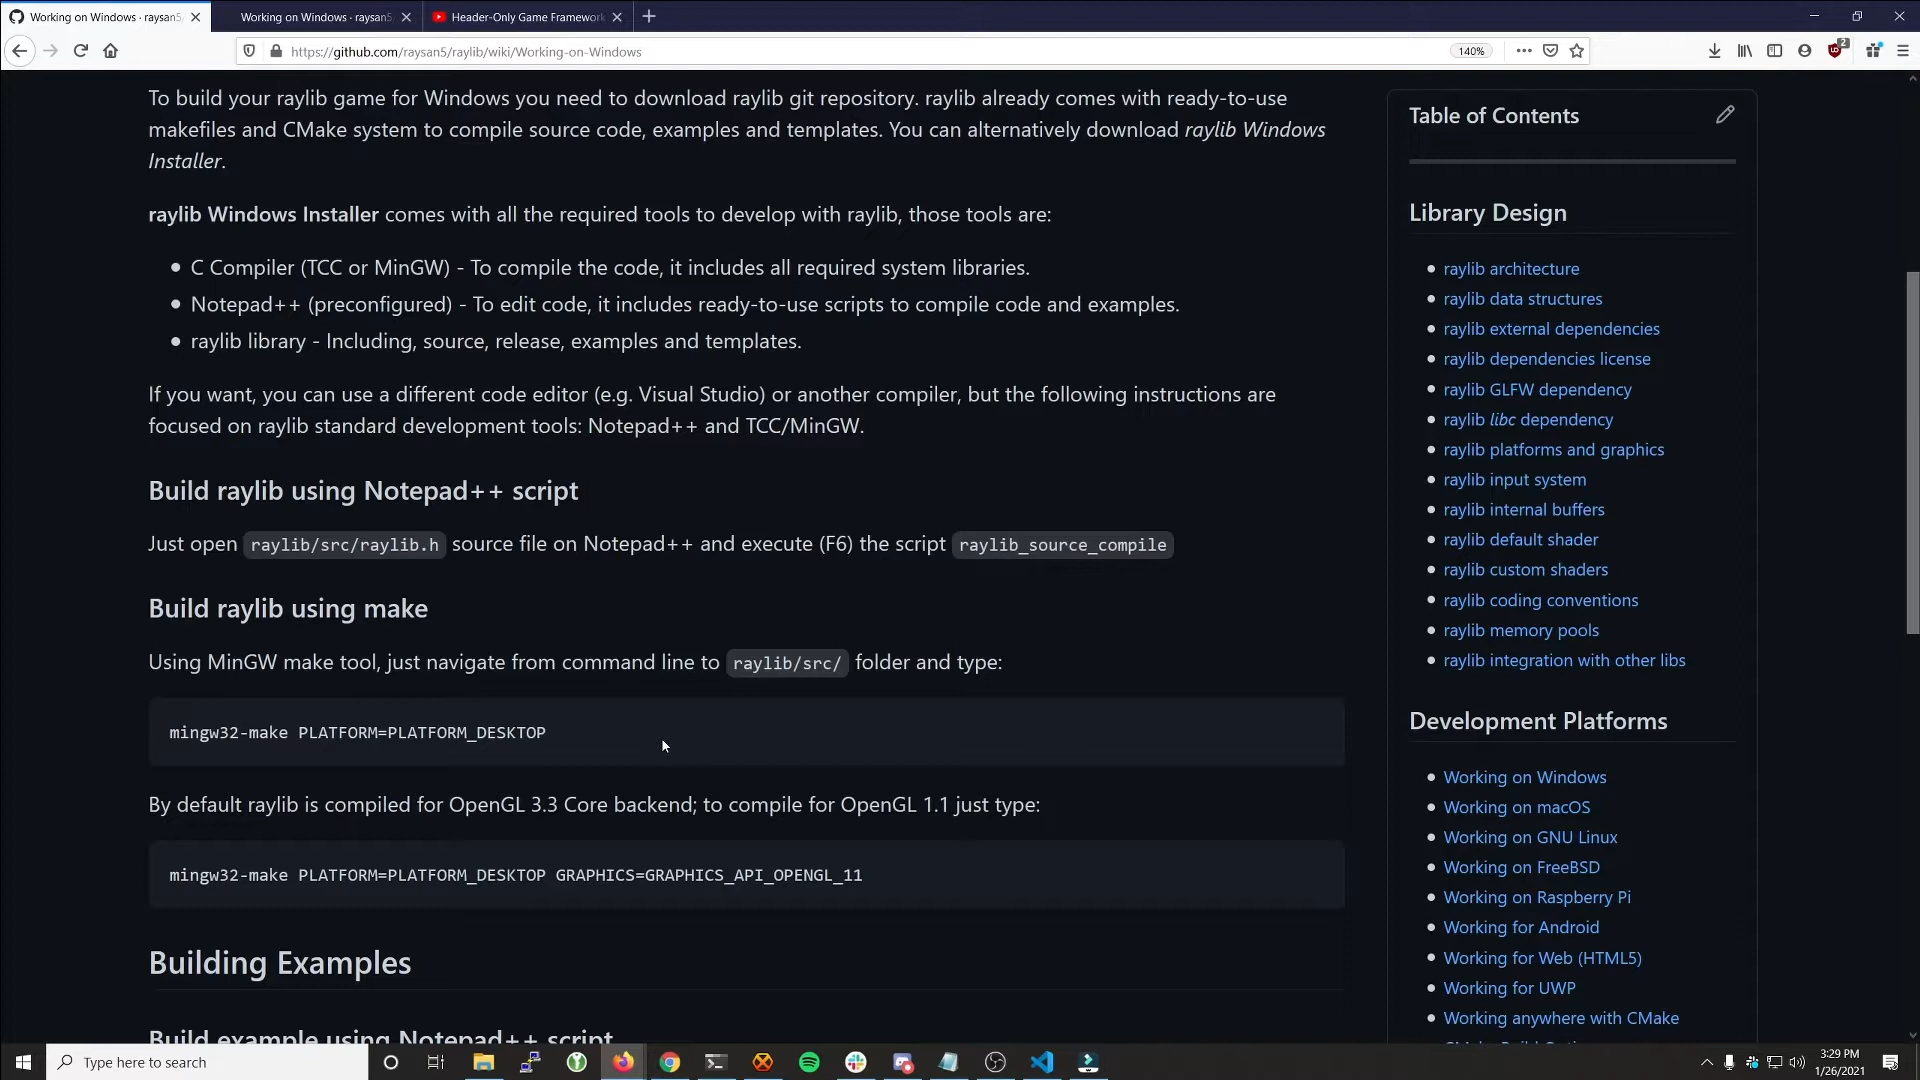 Working on Windows · raysan5
Working on Windows · raysan5
Header-Only Game Framework
https://github.com/raysan5/raylib/wiki/Working-on-Windows
140%
2
To build your raylib game for Windows you need to download raylib git repository. raylib already comes with ready-to-use
makefiles and CMake system to compile source code, examples and templates. You can alternatively download raylib Windows
Installer.
raylib Windows Installer comes with all the required tools to develop with raylib, those tools are:
C Compiler (TCC or MinGW) - To compile the code, it includes all required system libraries.
Notepad++ (preconfigured) - To edit code, it includes ready-to-use scripts to compile code and examples.
raylib library - Including, source, release, examples and templates.
If you want, you can use a different code editor (e.g. Visual Studio) or another compiler, but the following instructions are
focused on raylib standard development tools: Notepad++ and TCC/MinGW.
Build raylib using Notepad++ script
Just open raylib/src/raylib.h source file on Notepad++ and execute (F6) the script raylib_source_compile
Build raylib using make
Using MinGW make tool, just navigate from command line to raylib/src/ folder and type:
mingw32-make PLATFORM=PLATFORM_DESKTOP
By default raylib is compiled for OpenGL 3.3 Core backend; to compile for OpenGL 1.1 just type:
mingw32-make PLATFORM=PLATFORM_DESKTOP GRAPHICS=GRAPHICS_API_OPENGL_11
Building Examples
Build example using Notepad++ script
Table of Contents
Library Design
raylib architecture
raylib data structures
raylib external dependencies
raylib dependencies license
raylib GLFW dependency
raylib libc dependency
raylib platforms and graphics
raylib input system
raylib internal buffers
raylib default shader
raylib custom shaders
raylib coding conventions
raylib memory pools
raylib integration with other libs
Development Platforms
Working on Windows
Working on macOS
Working on GNU Linux
Working on FreeBSD
Working on Raspberry Pi
Working for Android
Working for Web (HTML5)
Working for UWP
Working anywhere with CMake
Type here to search
3:29 PM
1/26/2021